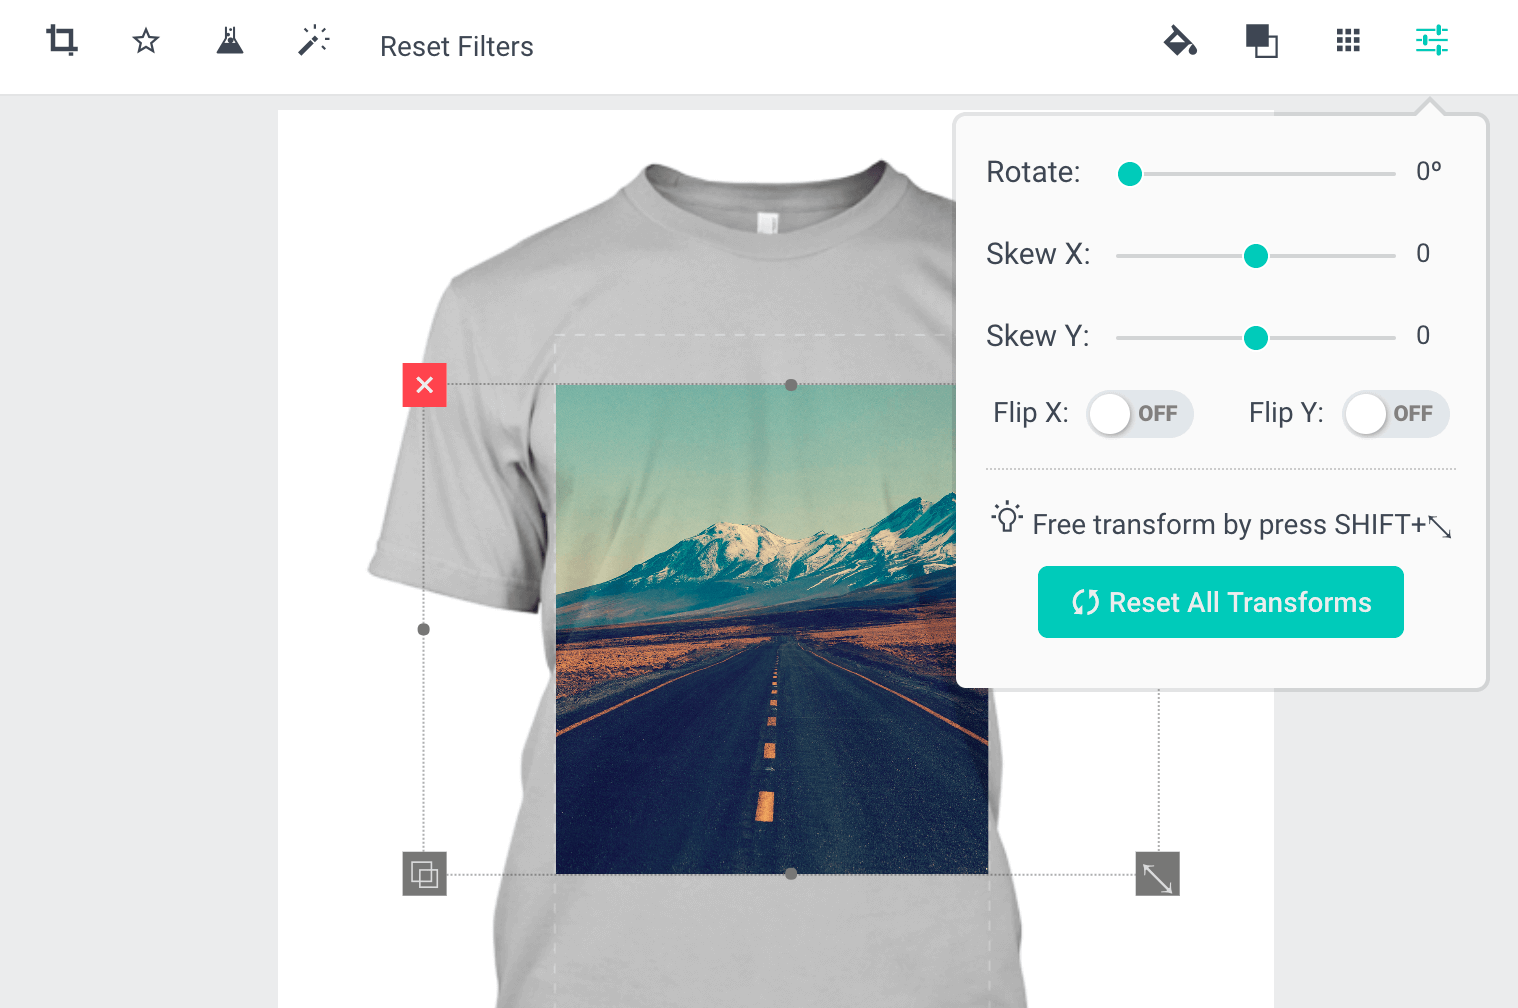 Reset Filters
Rotate: 0º
Skew X: 0
Skew Y: 0
Flip X: OFF Flip Y: OFF
Free transform by press SHIFT+
Reset All Transforms